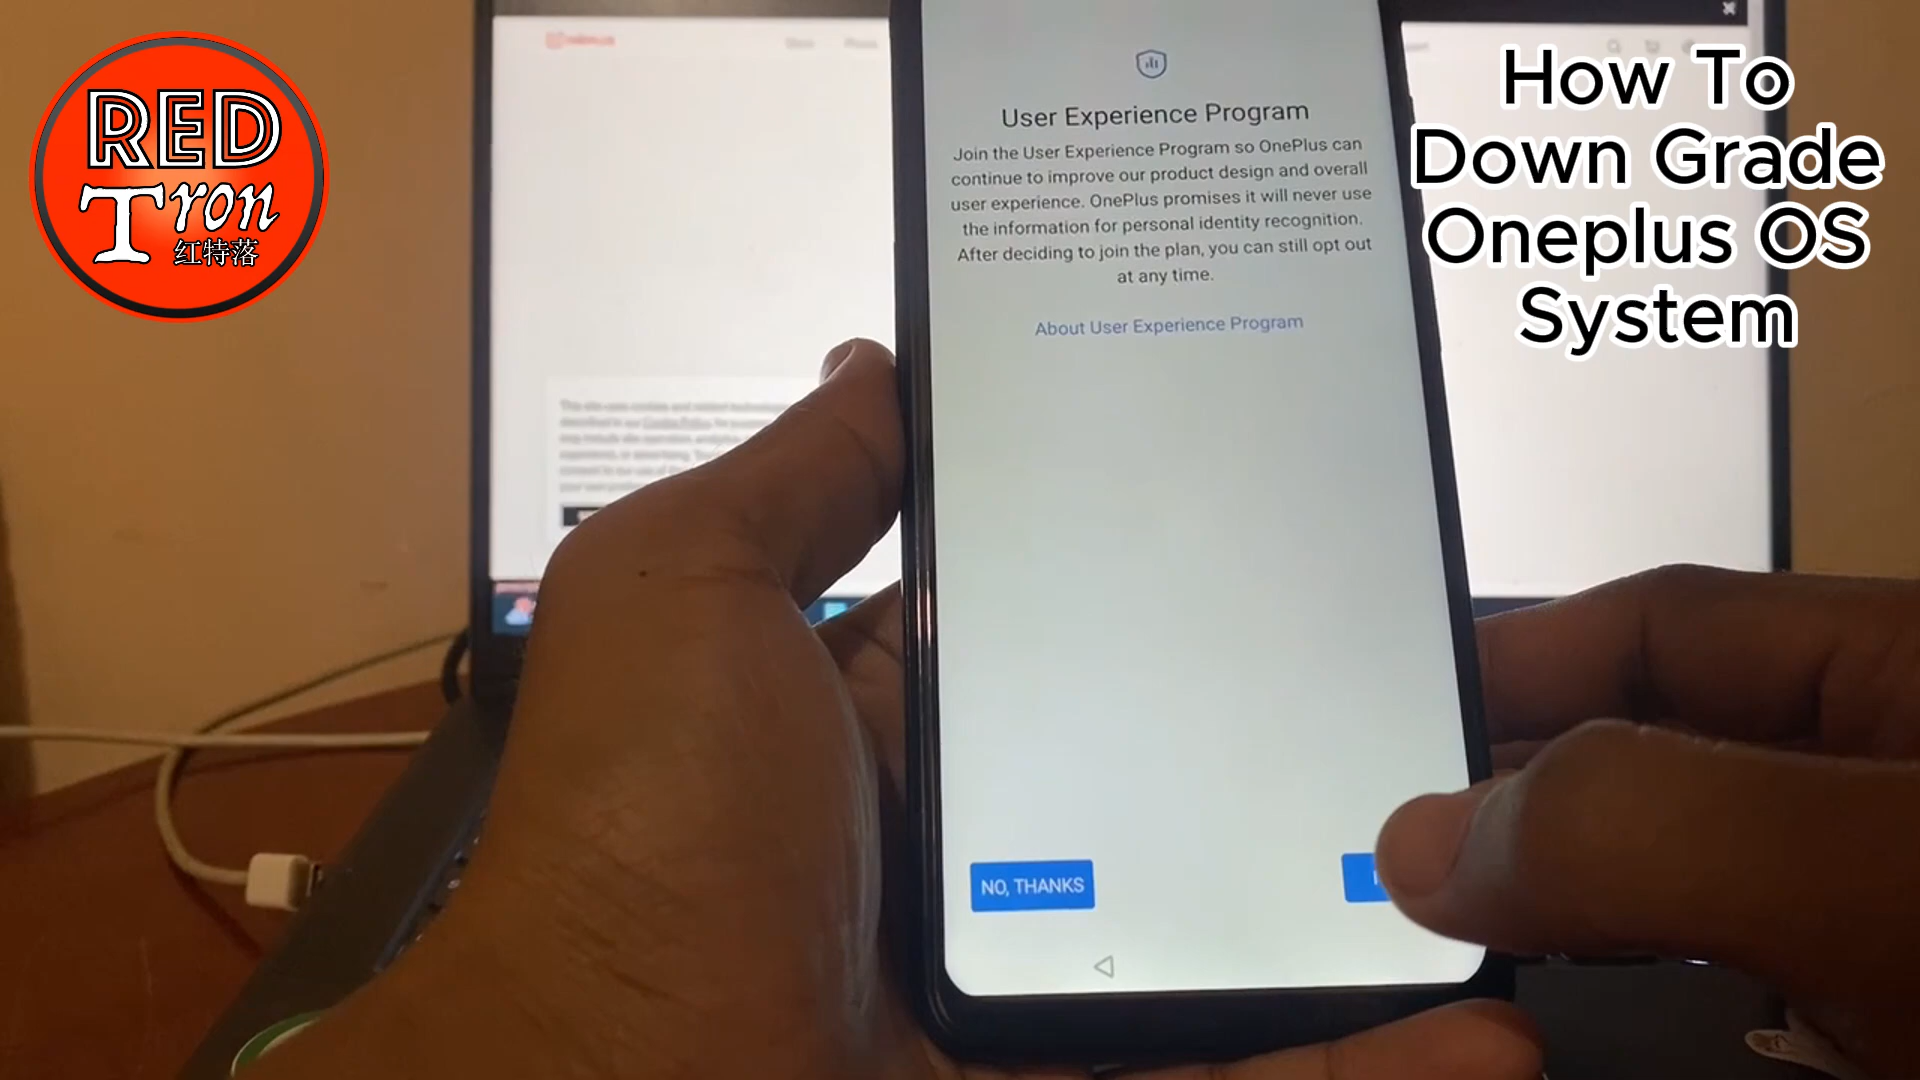 RED
Tron
红特落
How To
Down Grade
Oneplus OS
System
User Experience Program
Join the User Experience Program so OnePlus can
continue to improve our product design and overall
user experience. OnePlus promises it will never use
the information for personal identity recognition.
After deciding to join the plan, you can still opt out
at any time.
About User Experience Program
NO, THANKS